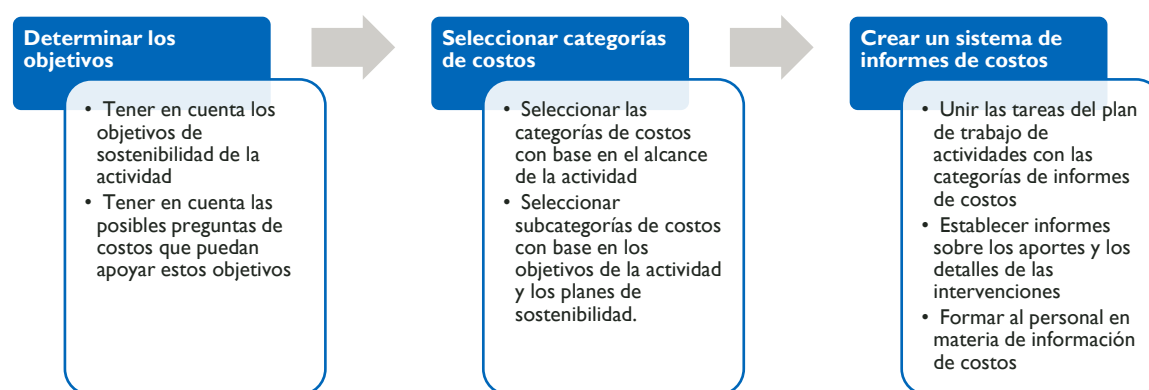 Determinar los
objetivos
• Tener en cuenta los
objetivos de
sostenibilidad de la
actividad
• Tener en cuenta las
posibles preguntas de
costos que puedan
apoyar estos objetivos
Seleccionar categorías
de costos
• Seleccionar las
categorías de costos
con base en el alcance
de la actividad
• Seleccionar
subcategorías de costos
con base en los
objetivos de la actividad
y los planes de
sostenibilidad.
Crear un sistema de
informes de costos
• Unir las tareas del plan
de trabajo de
actividades con las
categorías de informes
de costos
• Establecer informes
sobre los aportes y los
detalles de las
intervenciones
• Formar al personal en
materia de información
de costos